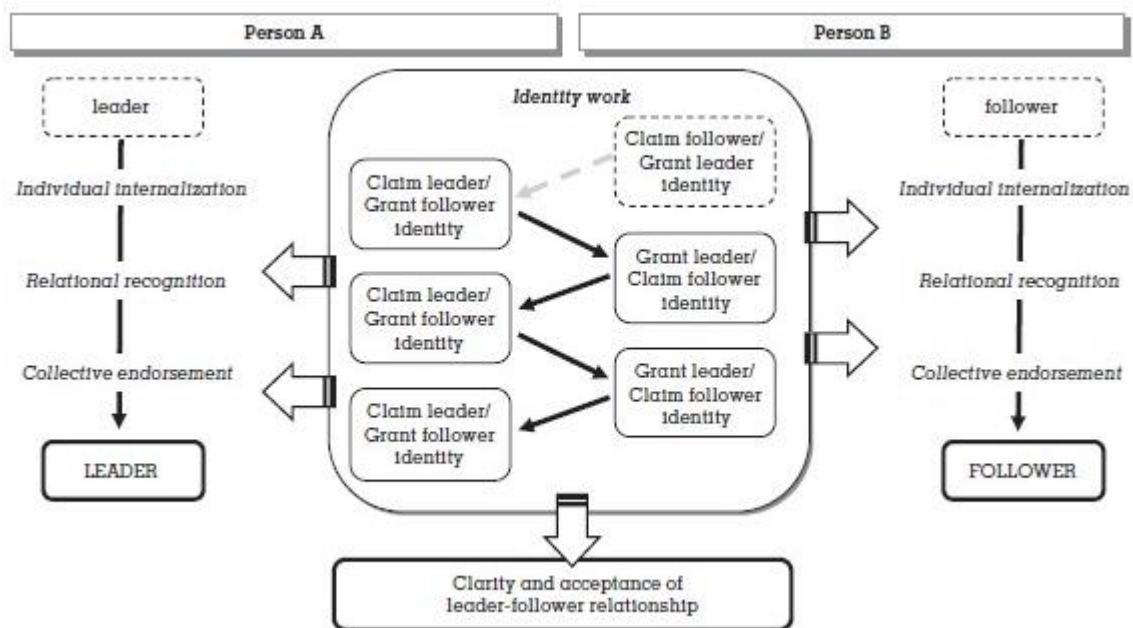 Person A
Person B
leader
Individual internalization
Relational recognition
Collective endorsement
LEADER
Identity work
Claim follower/
Grant leader
identity
Claim leader/
Grant follower
identity
Grant leader/
Claim follower
identity
Claim leader/
Grant follower
identity
Grant leader/
Claim follower
identity
Claim leader/
Grant follower
identity
follower
Individual internalization
Relational recognition
Collective endorsement
FOLLOWER
Clarity and acceptance of
leader-follower relationship